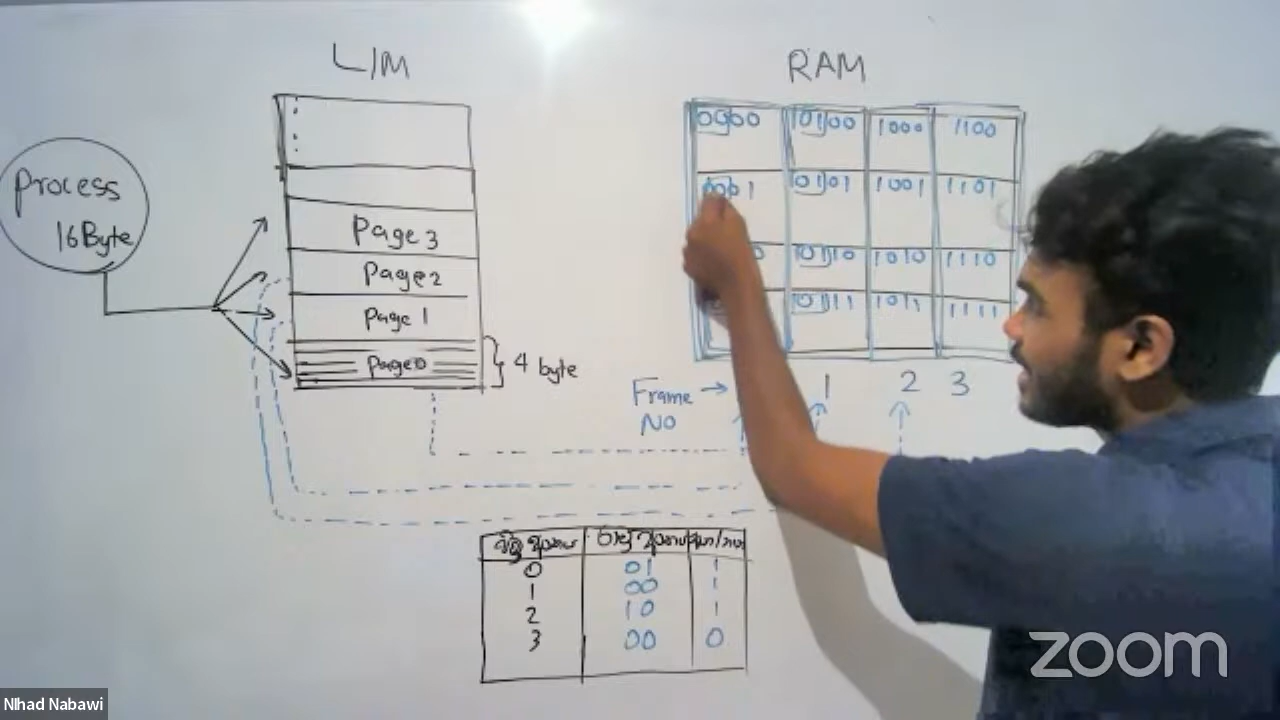 LIM
RAM
Process
16Byte
Page 3
Page 2
Page 1
Page 0
4 byte
0000 0100 1000 1100
0001 0101 1001 1101
0110 1010 1110
0111 1011 1111
Frame → 1 2 3
No
0 01 1
1 00 1
2 10 1
3 00 0
zoom
NIhad Nabawi